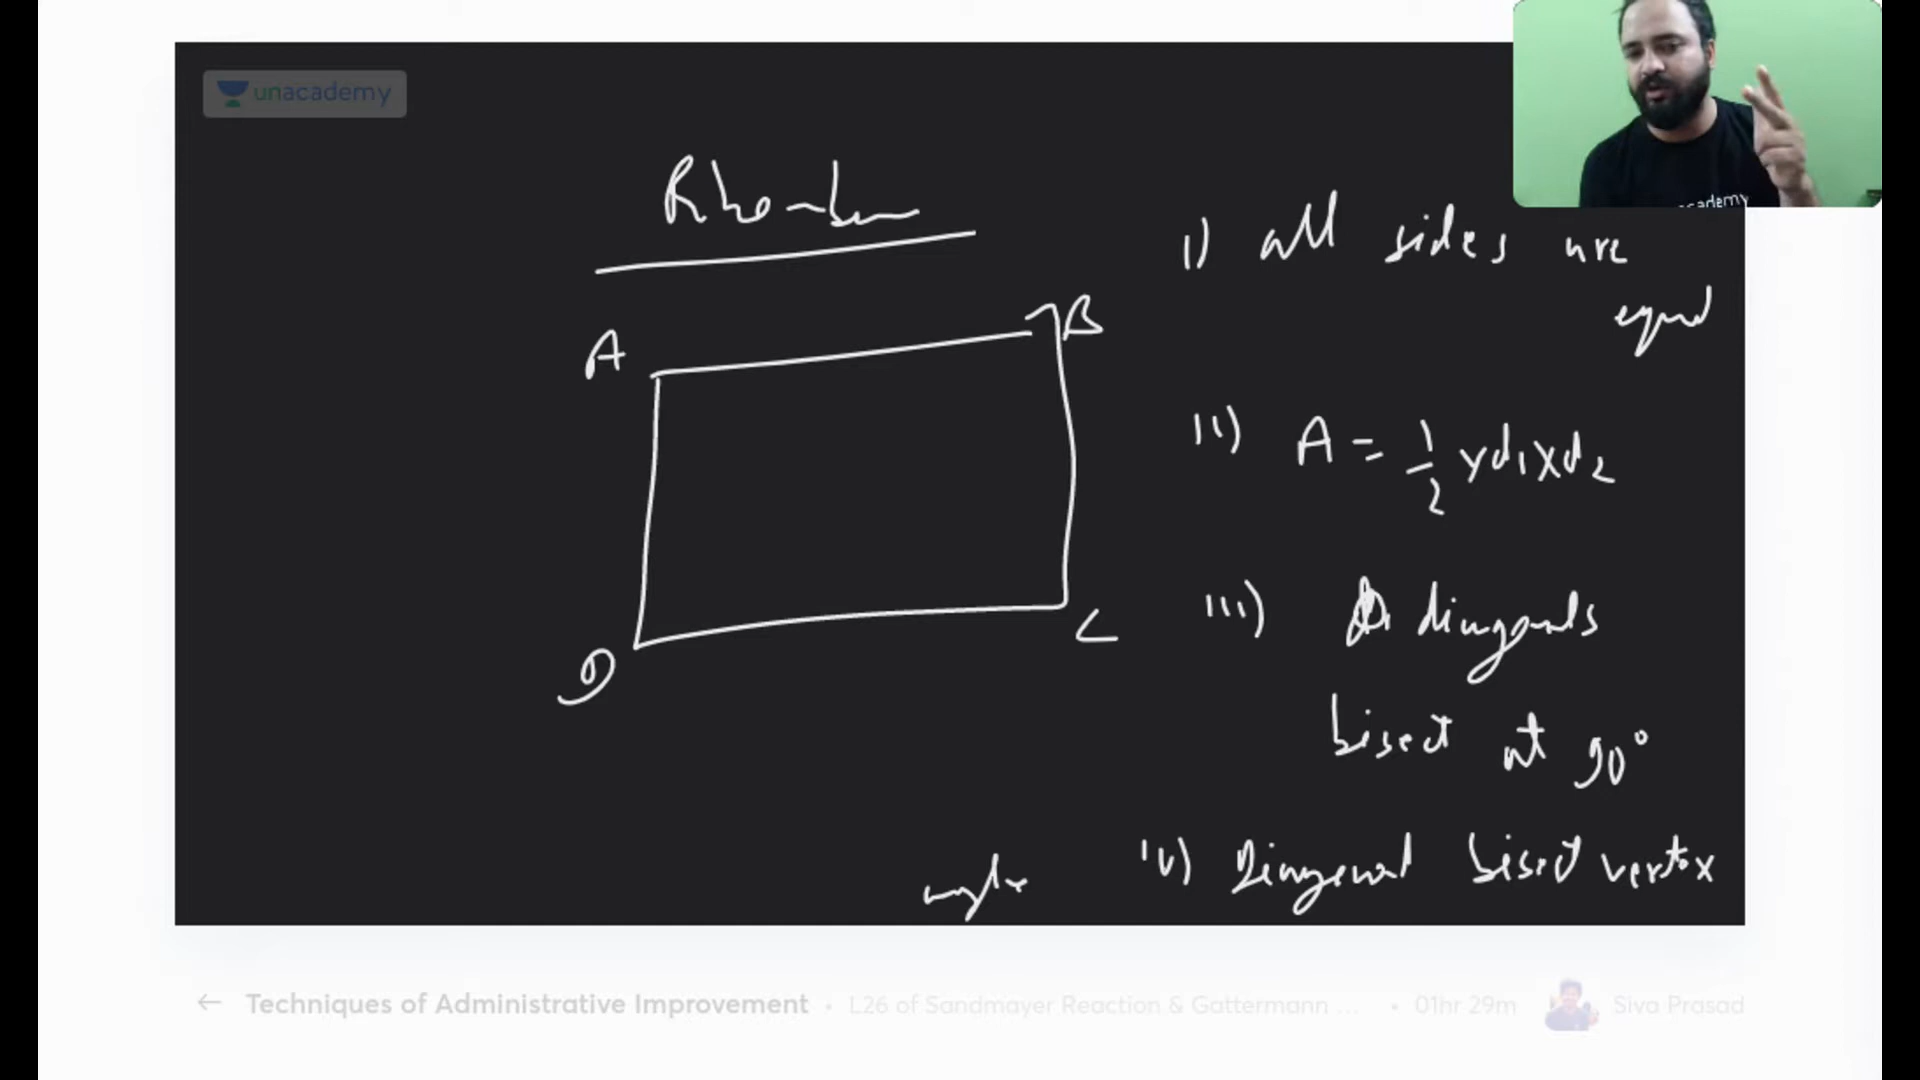 unacademy
cademy
Rhombus
A
B
C
D
i) all sides are
equal
ii) A = 1/2 x d1 x d2
iii) diagonals
bisect at 90°
iv) Diagonal bisect vertex
angle
← Techniques of Administrative Improvement • L26 of Sandmayer Reaction & Gattermann ... • 01hr 29m Siva Prasad